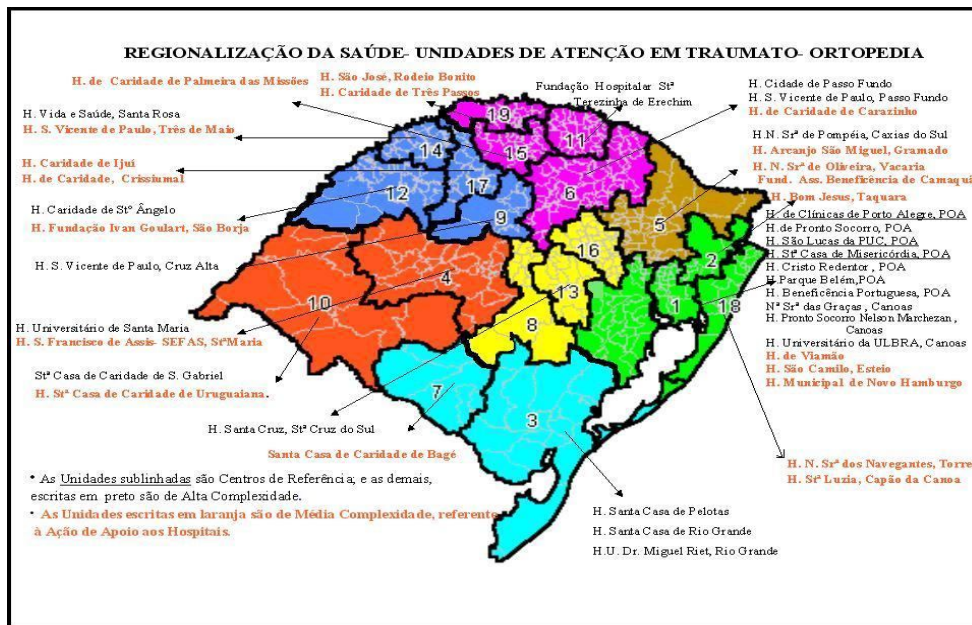 REGIONALIZAÇÃO DA SAÚDE- UNIDADES DE ATENÇÃO EM TRAUMATO- ORTOPEDIA
H. de Caridade de Palmeira das Missões
H. São José, Rodeio Bonito
H. Caridade de Três Passos
Fundação Hospitalar Stª
Terezinha de Erechim
H. Cidade de Passo Fundo
H. S. Vicente de Paulo, Passo Fundo
H. de Caridade de Carazinho
H. Vida e Saúde, Santa Rosa
H. S. Vicente de Paulo, Três de Maio
H. Caridade de Ijuí
H. de Caridade, Crissiumal
H. Caridade de Stº Ângelo
H. Fundação Ivan Goulart, São Borja
H. S. Vicente de Paulo, Cruz Alta
H. Universitário de Santa Maria
H. S. Francisco de Assis- SEFAS, StªMaria
Stª Casa de Caridade de S. Gabriel
H. Stª Casa de Caridade de Uruguaiana.
H. Santa Cruz, Stª Cruz do Sul
Santa Casa de Caridade de Bagé
H.N. Srª de Pompéia, Caxias do Sul
H. Arcanjo São Miguel, Gramado
H. N. Srª de Oliveira, Vacaria
Fund. Ass. Beneficência de Camaquã
H. Bom Jesus, Taquara
H. de Clínicas de Porto Alegre, POA
H.de Pronto Socorro, POA
H. São Lucas da PUC, POA
H. Stª Casa de Misericórdia, POA
H. Cristo Redentor , POA
H.Parque Belém,POA
H. Beneficência Portuguesa, POA
Nª Srª das Graças , Canoas
H. Pronto Socorro Nelson Marchezan ,
Canoas
H. Universitário da ULBRA, Canoas
H. de Viamão
H. São Camilo, Esteio
H. Municipal de Novo Hamburgo
H. N. Srª dos Navegantes, Torre
H. Stª Luzia, Capão da Canoa
H. Santa Casa de Pelotas
H. Santa Casa de Rio Grande
H.U. Dr. Miguel Riet, Rio Grande
19
11
15
14
17
6
12
9
5
16
2
4
13
10
1
18
8
7
3
* As Unidades sublinhadas são Centros de Referência, e as demais,
escritas em preto são de Alta Complexidade.
* As Unidades escritas em laranja são de Média Complexidade, referente
à Ação de Apoio aos Hospitais.